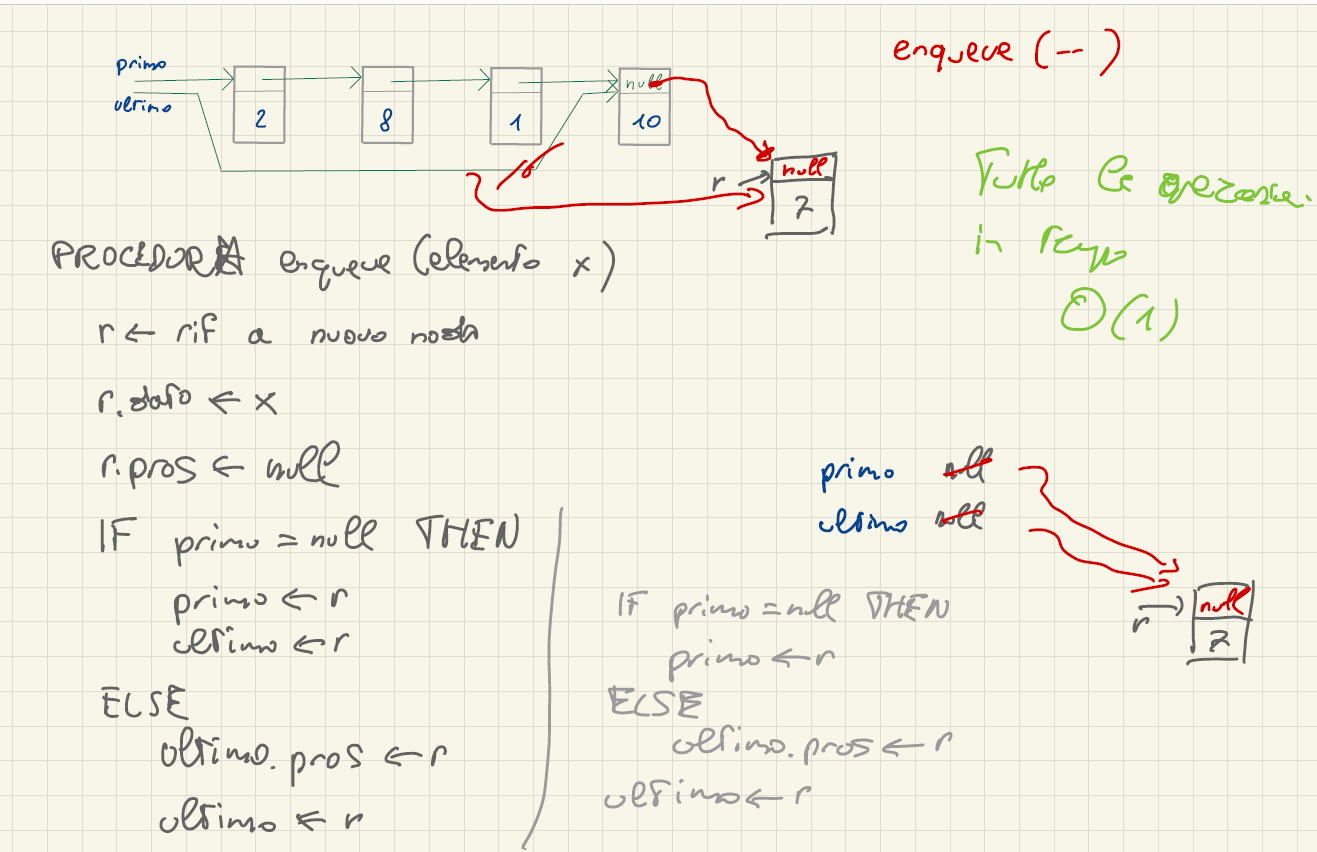 enqueue (--)
primo
ultimo
null
2
8
1
10
null
r
7
Tutte le operazioni
in tempo
O(1)
PROCEDURA enqueue (elemento x)
r ← rif a nuovo nodo
r.dato ← x
r.pros ← null
IF primo = null THEN
primo ← r
ultimo ← r
ELSE
ultimo.pros ← r
ultimo ← r
primo null
ultimo null
null
r
7
IF primo = null THEN
primo ← r
ELSE
ultimo.pros ← r
ultimo ← r